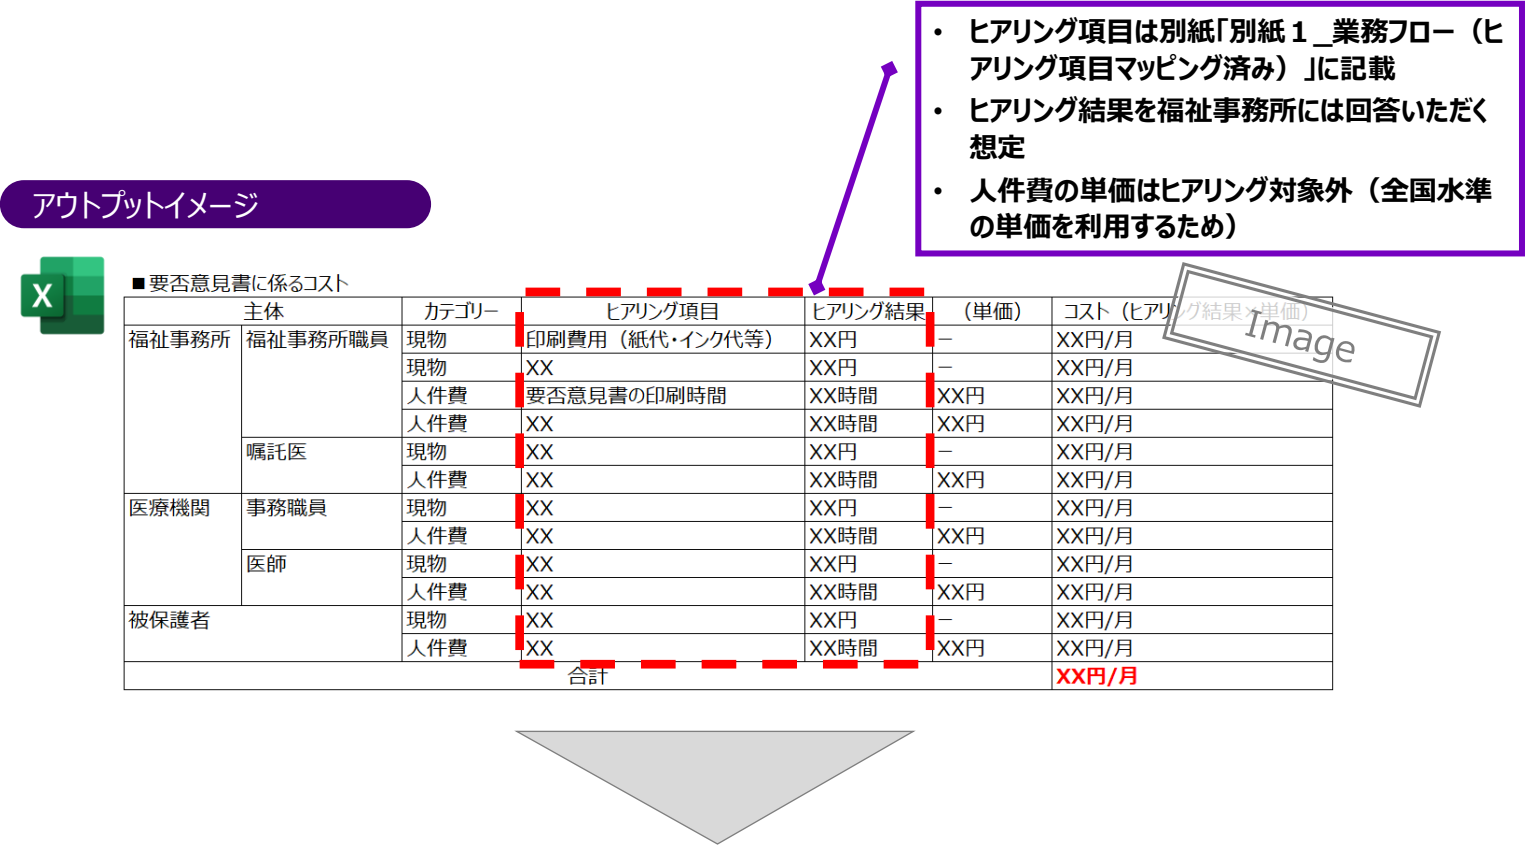 • ヒアリング項目は別紙「別紙１_業務フロー（ヒ
アリング項目マッピング済み）」に記載
• ヒアリング結果を福祉事務所には回答いただく
想定
• 人件費の単価はヒアリング対象外（全国水準
の単価を利用するため）
アウトプットイメージ
X
■要否意見書に係るコスト
主体 カテゴリー ヒアリング項目 ヒアリング結果 （単価） コスト（ヒアリング結果×単価）
福祉事務所 福祉事務所職員 現物 印刷費用（紙代・インク代等） XX円 － XX円/月
Image
現物 XX XX円 － XX円/月
人件費 要否意見書の印刷時間 XX時間 XX円 XX円/月
人件費 XX XX時間 XX円 XX円/月
嘱託医 現物 XX XX円 － XX円/月
人件費 XX XX時間 XX円 XX円/月
医療機関 事務職員 現物 XX XX円 － XX円/月
人件費 XX XX時間 XX円 XX円/月
医師 現物 XX XX円 － XX円/月
人件費 XX XX時間 XX円 XX円/月
被保護者 現物 XX XX円 － XX円/月
人件費 XX XX時間 XX円 XX円/月
合計 XX円/月